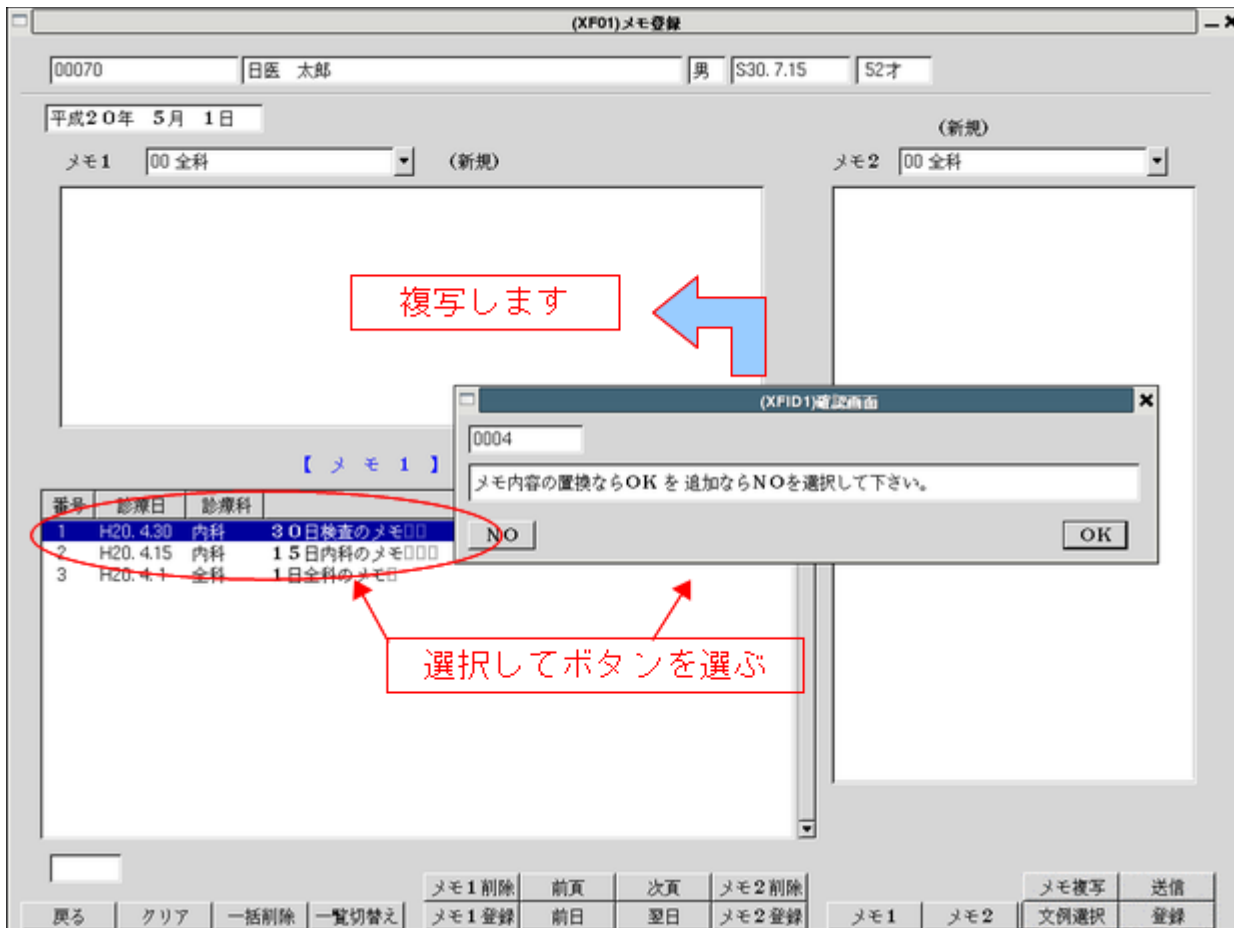 (XF01)メモ登録
00070 日医 太郎 男 S30. 7.15 52才
平成20年 5月 1日
(新規)
メモ1 00 全科 (新規) メモ2 00 全科
複写します
(XFID1)確認画面
0004
メモ内容の置換ならOK を 追加ならNOを選択して下さい。
NO OK
【 メ モ 1 】
番号 診療日 診療科
1 H20. 4.30 内科 30日検査のメモ□□
2 H20. 4.15 内科 15日内科のメモ□□□
3 H20. 4. 1 全科 1日全科のメモ□
選択してボタンを選ぶ
メモ1削除 前頁 次頁 メモ2削除 メモ複写 送信
戻る クリア 一括削除 一覧切替え メモ1登録 前日 翌日 メモ2登録 メモ1 メモ2 文例選択 登録